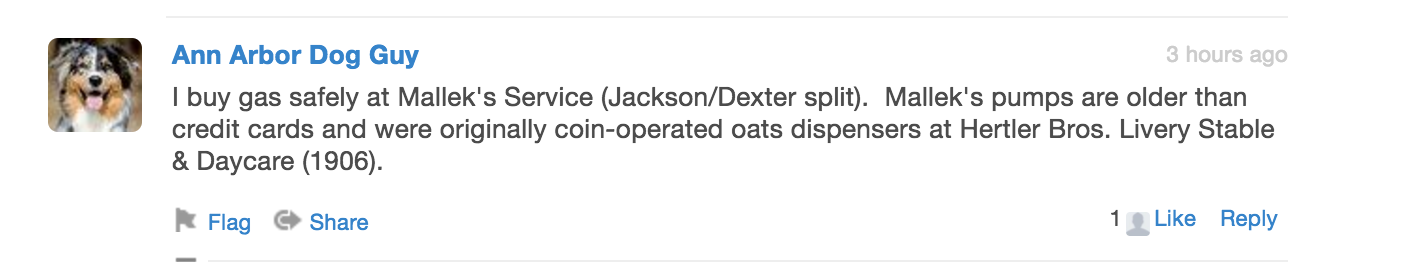 Ann Arbor Dog Guy
3 hours ago
I buy gas safely at Mallek's Service (Jackson/Dexter split).  Mallek's pumps are older than
credit cards and were originally coin-operated oats dispensers at Hertler Bros. Livery Stable
& Daycare (1906).
Flag Share 1 Like Reply